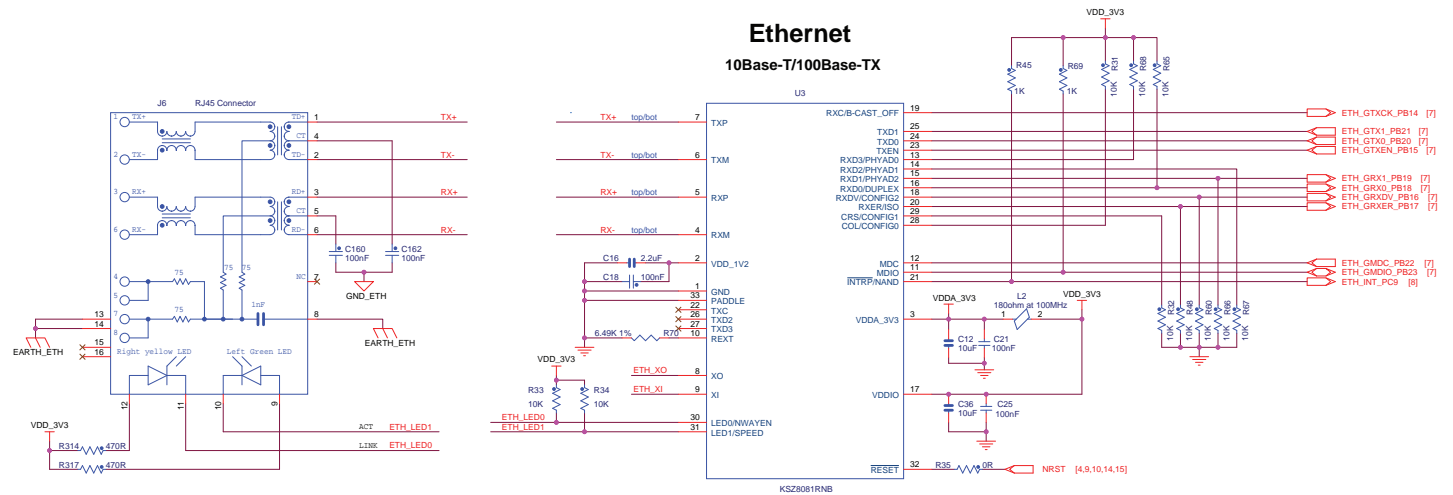 Ethernet
10Base-T/100Base-TX
J6
RJ45 Connector
1
TX+
2
TX-
3
RX+
6
RX-
4
5
7
8
75
75
75
75
1nP
TD+
CT
TD-
RD+
CT
RD-
NC
1
4
2
3
5
6
7
8
TX+
TX-
RX+
RX-
C160
100nF
C162
100nF
GND_ETH
EARTH_ETH
13
14
15
16
EARTH_ETH
Right yellow LED
Left Green LED
12
11
10
9
VDD_3V3
R314
470R
R317
470R
ACT
ETH_LED1
LINK
ETH_LED0
U3
TX+ top/bot
7
TXP
TX- top/bot
6
TXM
RX+ top/bot
5
RXP
RX- top/bot
4
RXM
C16
2.2uF
2
VDD_1V2
C18
100nF
1
GND
33
PADDLE
22
TXC
26
TXD2
27
TXD3
6.49K 1%
R70
10
REXT
VDD_3V3
R33
10K
R34
10K
ETH_XO
8
XO
ETH_XI
9
XI
ETH_LED0
30
LED0/NWAYEN
ETH_LED1
31
LED1/SPEED
KSZ8081RNB
VDD_3V3
R45
1K
R69
1K
R31
10K
R68
10K
R65
10K
RXC/B-CAST_OFF
19
ETH_GTXCK_PB14 [7]
TXD1
25
ETH_GTX1_PB21 [7]
TXD0
24
ETH_GTX0_PB20 [7]
TXEN
23
ETH_GTXEN_PB15 [7]
RXD3/PHYAD0
13
RXD2/PHYAD1
14
RXD1/PHYAD2
15
ETH_GRX1_PB19 [7]
RXD0/DUPLEX
16
ETH_GRX0_PB18 [7]
RXDV/CONFIG2
18
ETH_GRXDV_PB16 [7]
RXER/ISO
20
ETH_GRXER_PB17 [7]
CRS/CONFIG1
29
COL/CONFIG0
28
MDC
12
ETH_GMDC_PC22 [7]
MDIO
11
ETH_GMDIO_PB23 [7]
INTRP/NAND
21
ETH_INT_PC9 [8]
VDDA_3V3
L2
180ohm at 100MHz
VDD_3V3
VDDA_3V3
3
1
2
C12
10uF
C21
100nF
R32
10K
R48
10K
R60
10K
R66
10K
R67
10K
VDDIO
17
C36
10uF
C25
100nF
RESET
32
R35
0R
NRST [4,9,10,14,15]